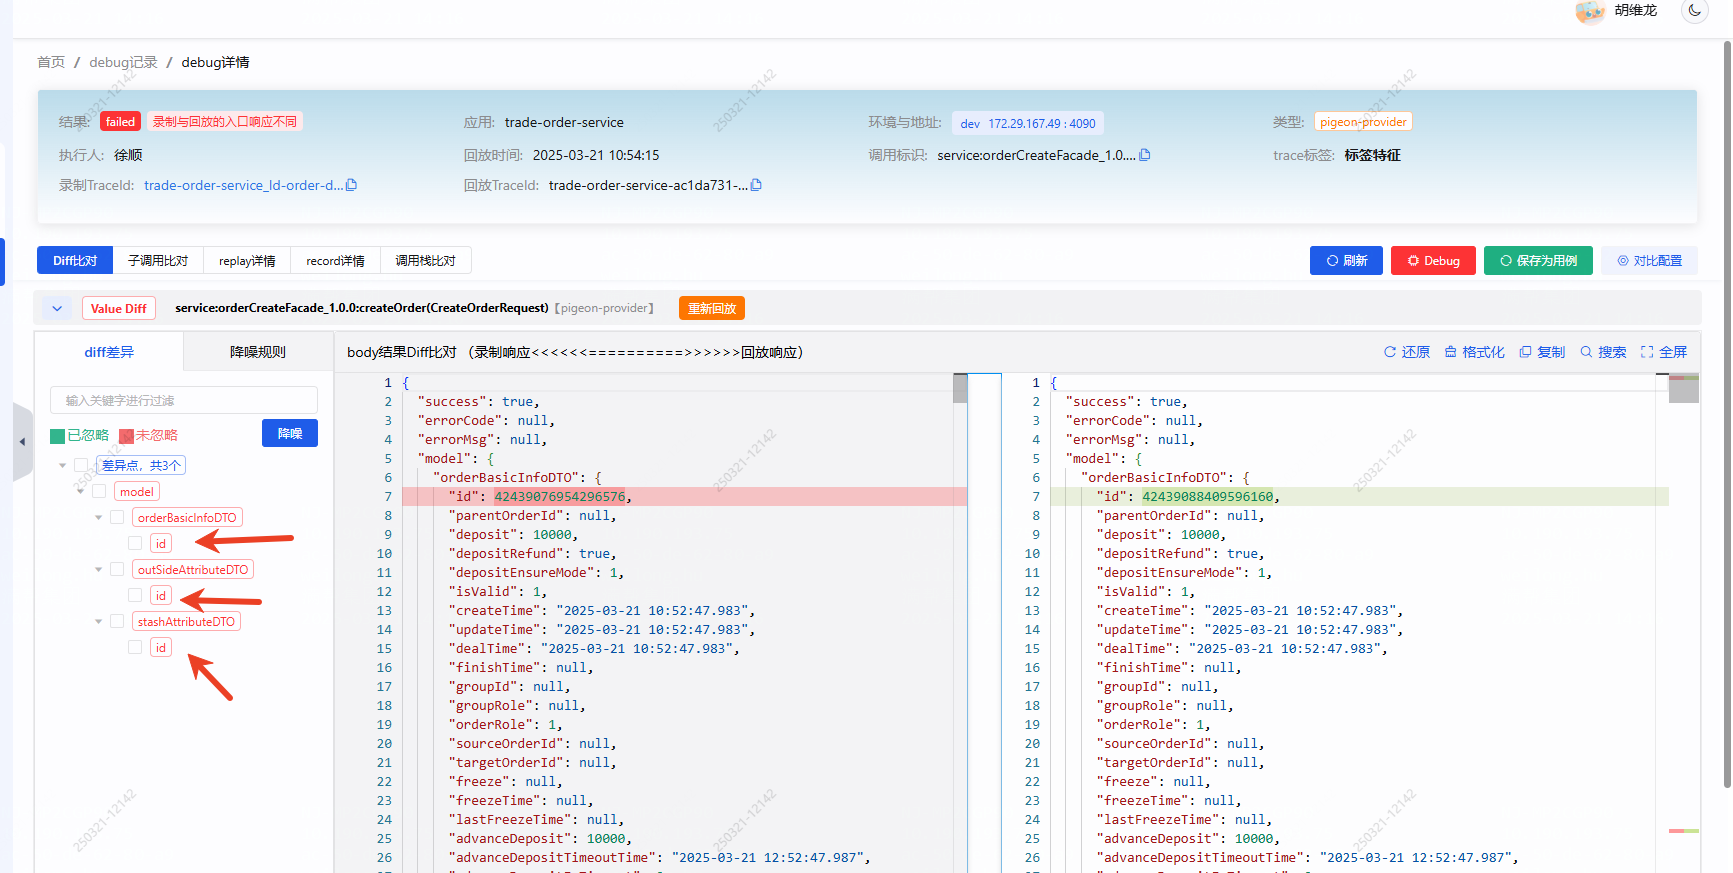 胡维龙
首页 / debug记录 / debug详情
结果: failed 录制与回放的入口响应不同 应用: trade-order-service 环境与地址: dev 172.29.167.49 : 4090 类型: pigeon-provider
执行人: 徐顺 回放时间: 2025-03-21 10:54:15 调用标识: service:orderCreateFacade_1.0.... trace标签: 标签特征
录制TraceId: trade-order-service_ld-order-d... 回放TraceId: trade-order-service-ac1da731-...
Diff比对 子调用比对 replay详情 record详情 调用栈比对 刷新 Debug 保存为用例 对比配置
Value Diff service:orderCreateFacade_1.0.0:createOrder(CreateOrderRequest)【pigeon-provider】 重新回放
diff差异 降噪规则 body结果Diff比对 （录制响应<<<<<<==========>>>>>>回放响应） 还原 格式化 复制 搜索 全屏
输入关键字进行过滤
已忽略 未忽略 降噪
差异点，共3个
model
orderBasicInfoDTO
id
outSideAttributeDTO
id
stashAttributeDTO
id
1 {
2 "success": true,
3 "errorCode": null,
4 "errorMsg": null,
5 "model": {
6 "orderBasicInfoDTO": {
7 "id": 42439076954296576,
8 "parentOrderId": null,
9 "deposit": 10000,
10 "depositRefund": true,
11 "depositEnsureMode": 1,
12 "isValid": 1,
13 "createTime": "2025-03-21 10:52:47.983",
14 "updateTime": "2025-03-21 10:52:47.983",
15 "dealTime": "2025-03-21 10:52:47.983",
16 "finishTime": null,
17 "groupId": null,
18 "groupRole": null,
19 "orderRole": 1,
20 "sourceOrderId": null,
21 "targetOrderId": null,
22 "freeze": null,
23 "freezeTime": null,
24 "lastFreezeTime": null,
25 "advanceDeposit": 10000,
26 "advanceDepositTimeoutTime": "2025-03-21 12:52:47.987",
1 {
2 "success": true,
3 "errorCode": null,
4 "errorMsg": null,
5 "model": {
6 "orderBasicInfoDTO": {
7 "id": 42439088409596160,
8 "parentOrderId": null,
9 "deposit": 10000,
10 "depositRefund": true,
11 "depositEnsureMode": 1,
12 "isValid": 1,
13 "createTime": "2025-03-21 10:52:47.983",
14 "updateTime": "2025-03-21 10:52:47.983",
15 "dealTime": "2025-03-21 10:52:47.983",
16 "finishTime": null,
17 "groupId": null,
18 "groupRole": null,
19 "orderRole": 1,
20 "sourceOrderId": null,
21 "targetOrderId": null,
22 "freeze": null,
23 "freezeTime": null,
24 "lastFreezeTime": null,
25 "advanceDeposit": 10000,
26 "advanceDepositTimeoutTime": "2025-03-21 12:52:47.987",
250321-12142
250321-12142
250321-12142
250321-12142
250321-12142
250321-12142
250321-12142
250321-12142
250321-12142